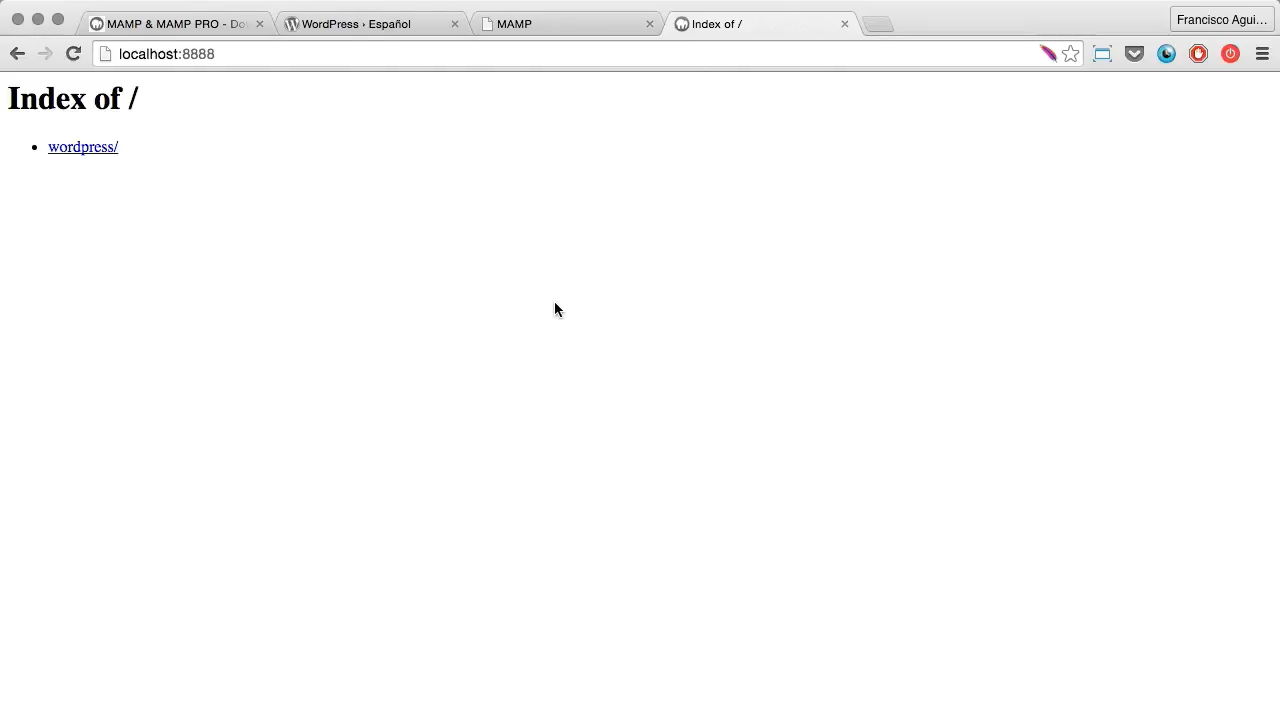 MAMP & MAMP PRO - Do
WordPress › Español
MAMP
Index of /
Francisco Agui...
localhost:8888
Index of /
wordpress/